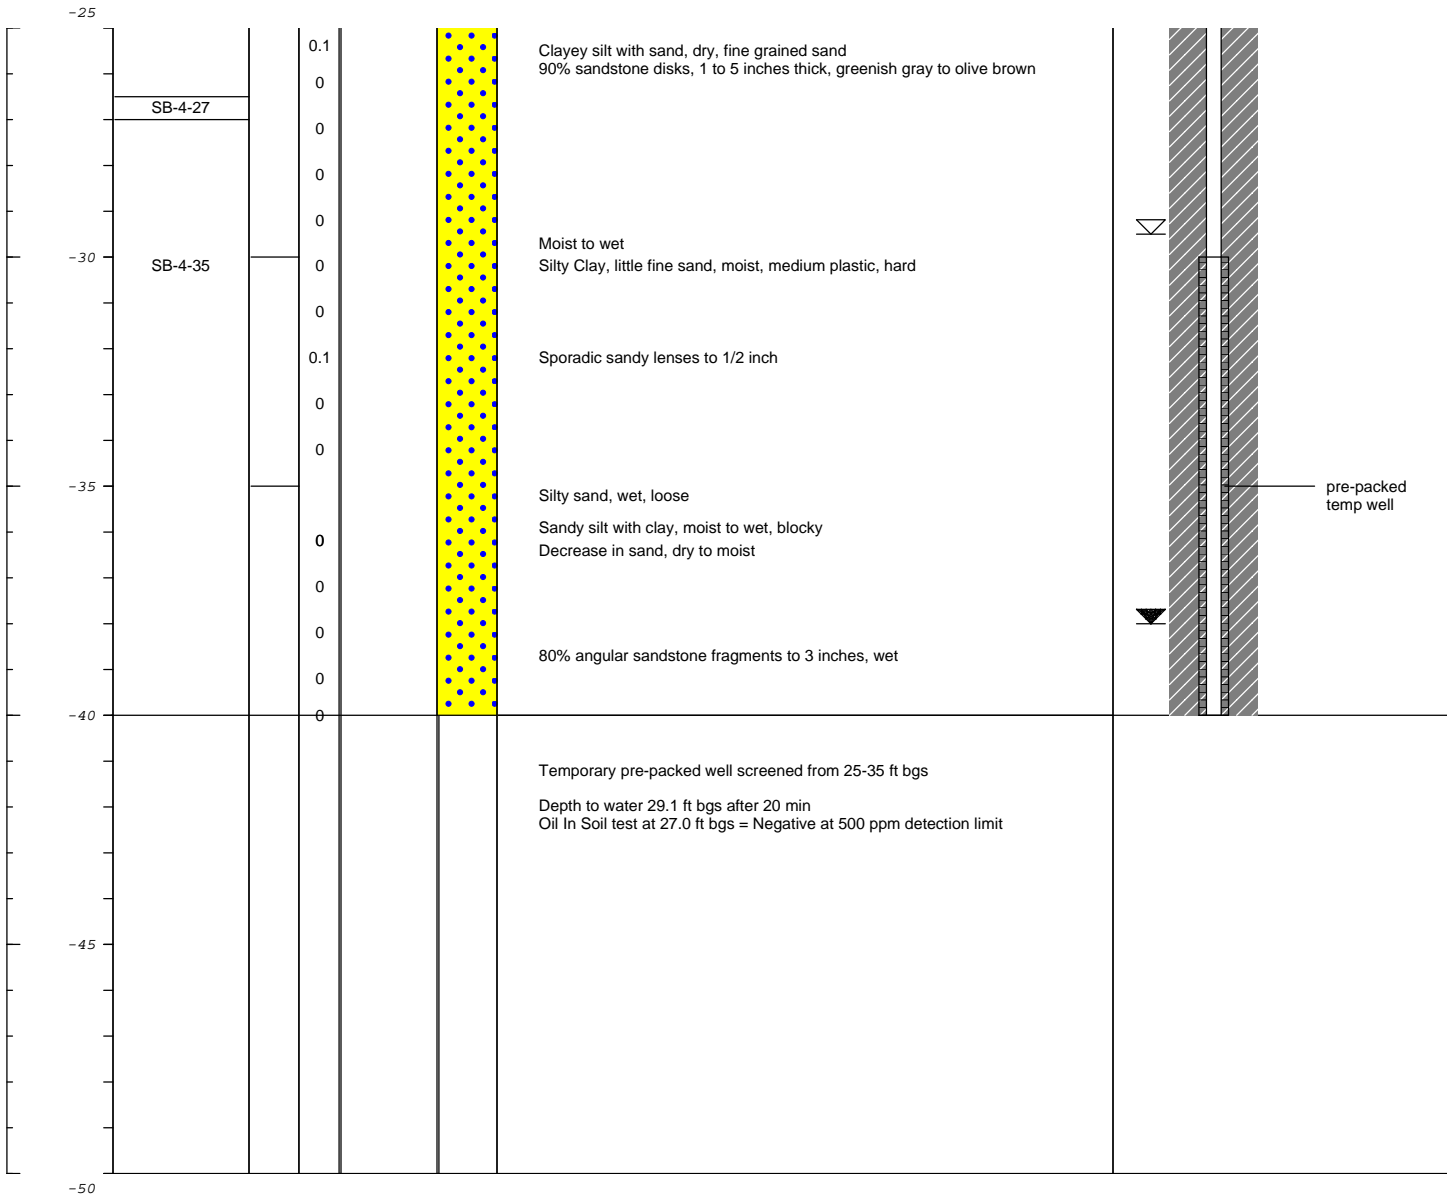 -25
0.1
Clayey silt with sand, dry, fine grained sand
90% sandstone disks, 1 to 5 inches thick, greenish gray to olive brown
0
SB-4-27
0
0
0
Moist to wet
-30
SB-4-35
0
Silty Clay, little fine sand, moist, medium plastic, hard
0
0.1
Sporadic sandy lenses to 1/2 inch
0
0
-35
Silty sand, wet, loose
pre-packed
temp well
Sandy silt with clay, moist to wet, blocky
0
Decrease in sand, dry to moist
0
0
80% angular sandstone fragments to 3 inches, wet
0
-40
0
Temporary pre-packed well screened from 25-35 ft bgs
Depth to water 29.1 ft bgs after 20 min
Oil In Soil test at 27.0 ft bgs = Negative at 500 ppm detection limit
-45
-50